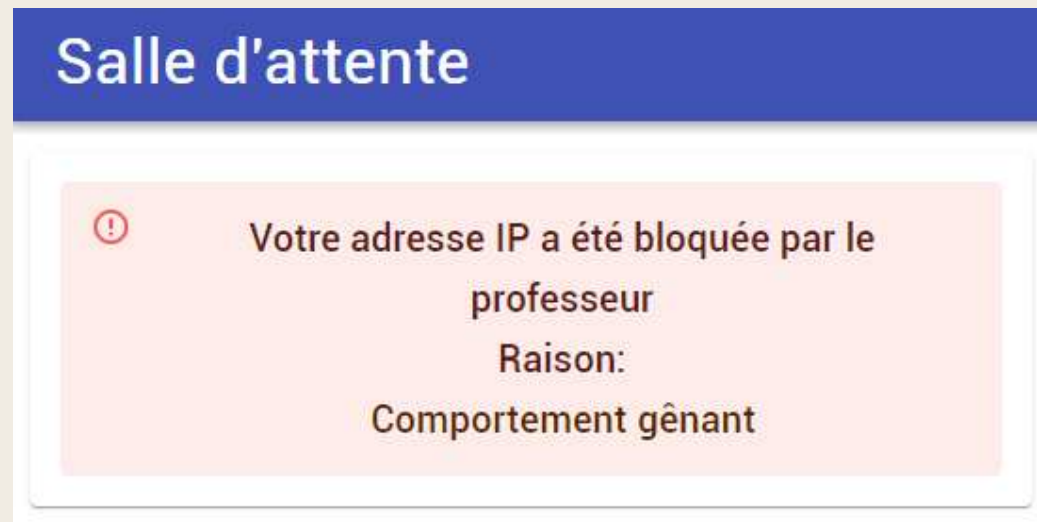 Salle d'attente
Votre adresse IP a été bloquée par le
professeur
Raison:
Comportement gênant